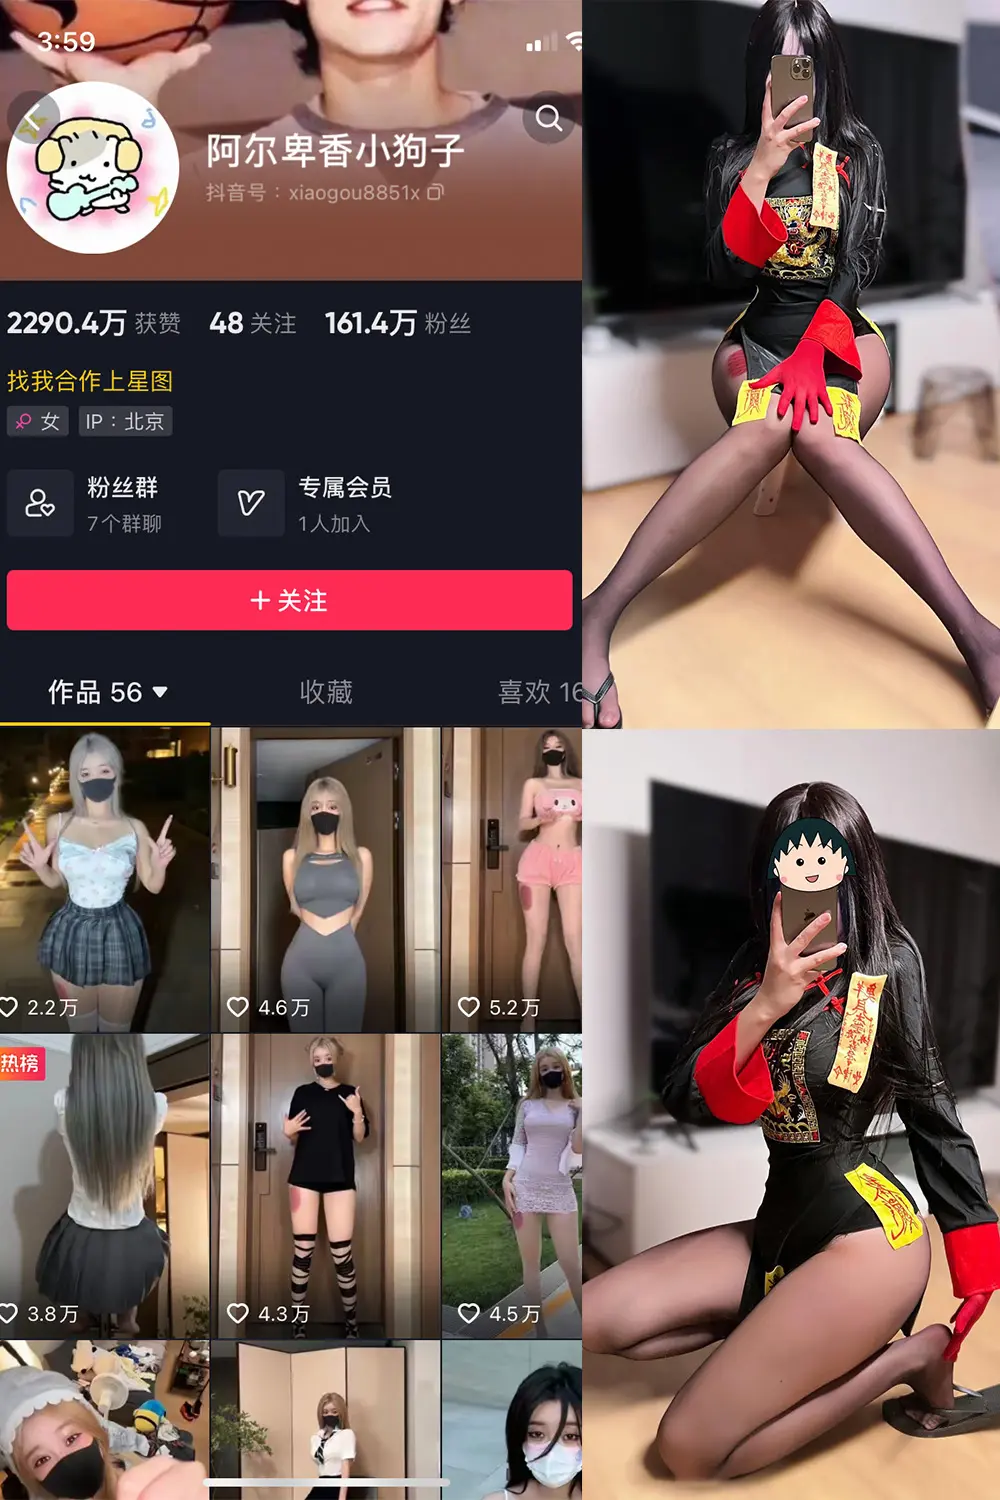 3:59
阿尔卑香小狗子
抖音号：xiaogou8851x
2290.4万 获赞 48 关注 161.4万 粉丝
找我合作上星图
女 IP：北京
粉丝群 专属会员
7个群聊 1人加入
+ 关注
作品 56 收藏 喜欢 16
2.2万 4.6万 5.2万
热榜
3.8万 4.3万 4.5万